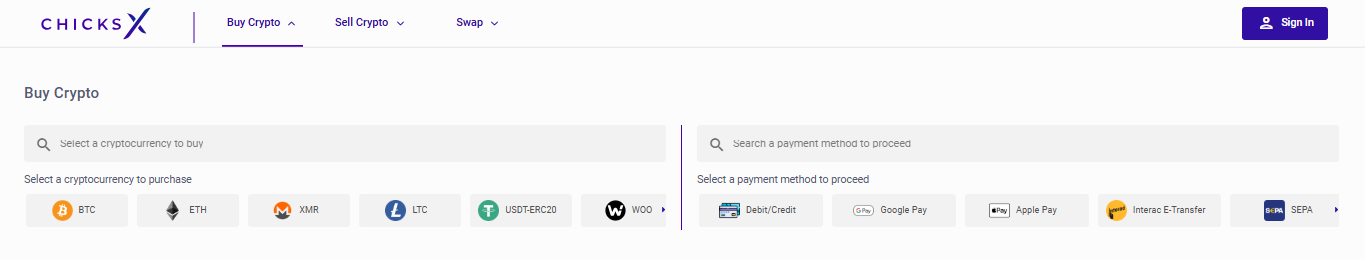 CHICKSX Buy Crypto Sell Crypto Swap Sign In
Buy Crypto
Select a cryptocurrency to buy Search a payment method to proceed
Select a cryptocurrency to purchase Select a payment method to proceed
BTC ETH XMR LTC USDT-ERC20 WOO Debit/Credit G Pay Google Pay Pay Apple Pay Interac Interac E-Transfer SEPA SEPA